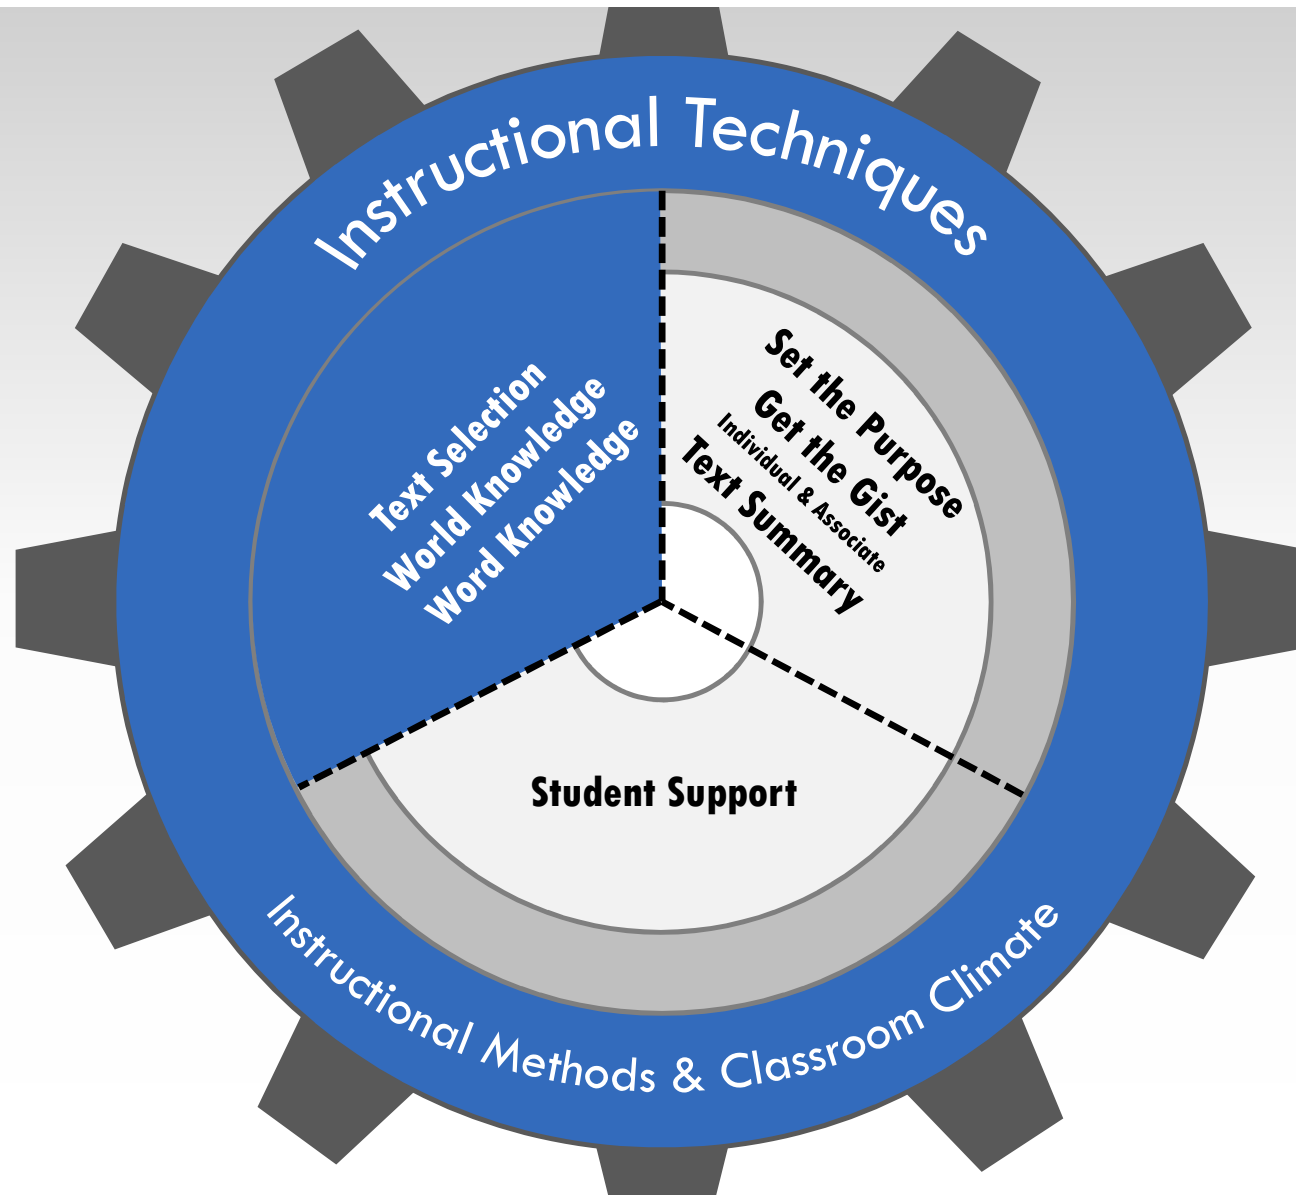 Instructional Techniques
Text Selection
World Knowledge
Word Knowledge
Set the Purpose
Get the Gist
Individual & Associate
Text Summary
Student Support
Instructional Methods & Classroom Climate